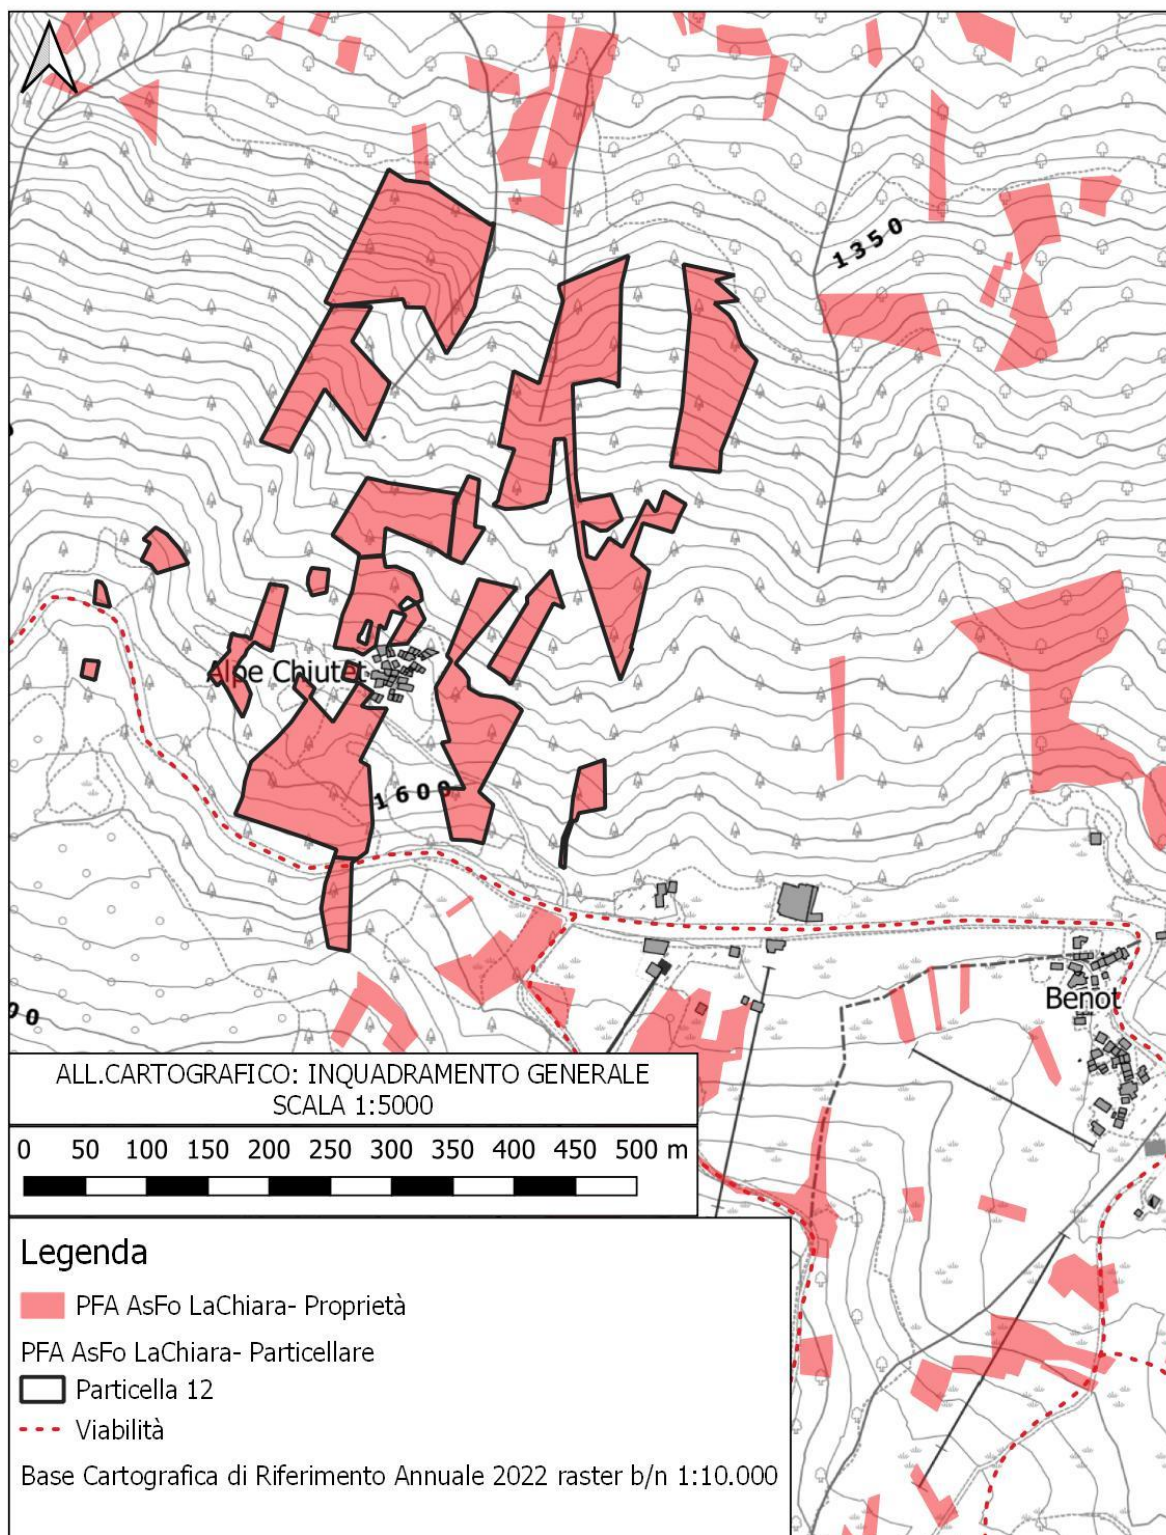 1350
Alpe Chiutet
1600
Benot
00
ALL.CARTOGRAFICO: INQUADRAMENTO GENERALE
SCALA 1:5000
0 50 100 150 200 250 300 350 400 450 500 m
Legenda
PFA AsFo LaChiara- Proprietà
PFA AsFo LaChiara- Particellare
Particella 12
Viabilità
Base Cartografica di Riferimento Annuale 2022 raster b/n 1:10.000